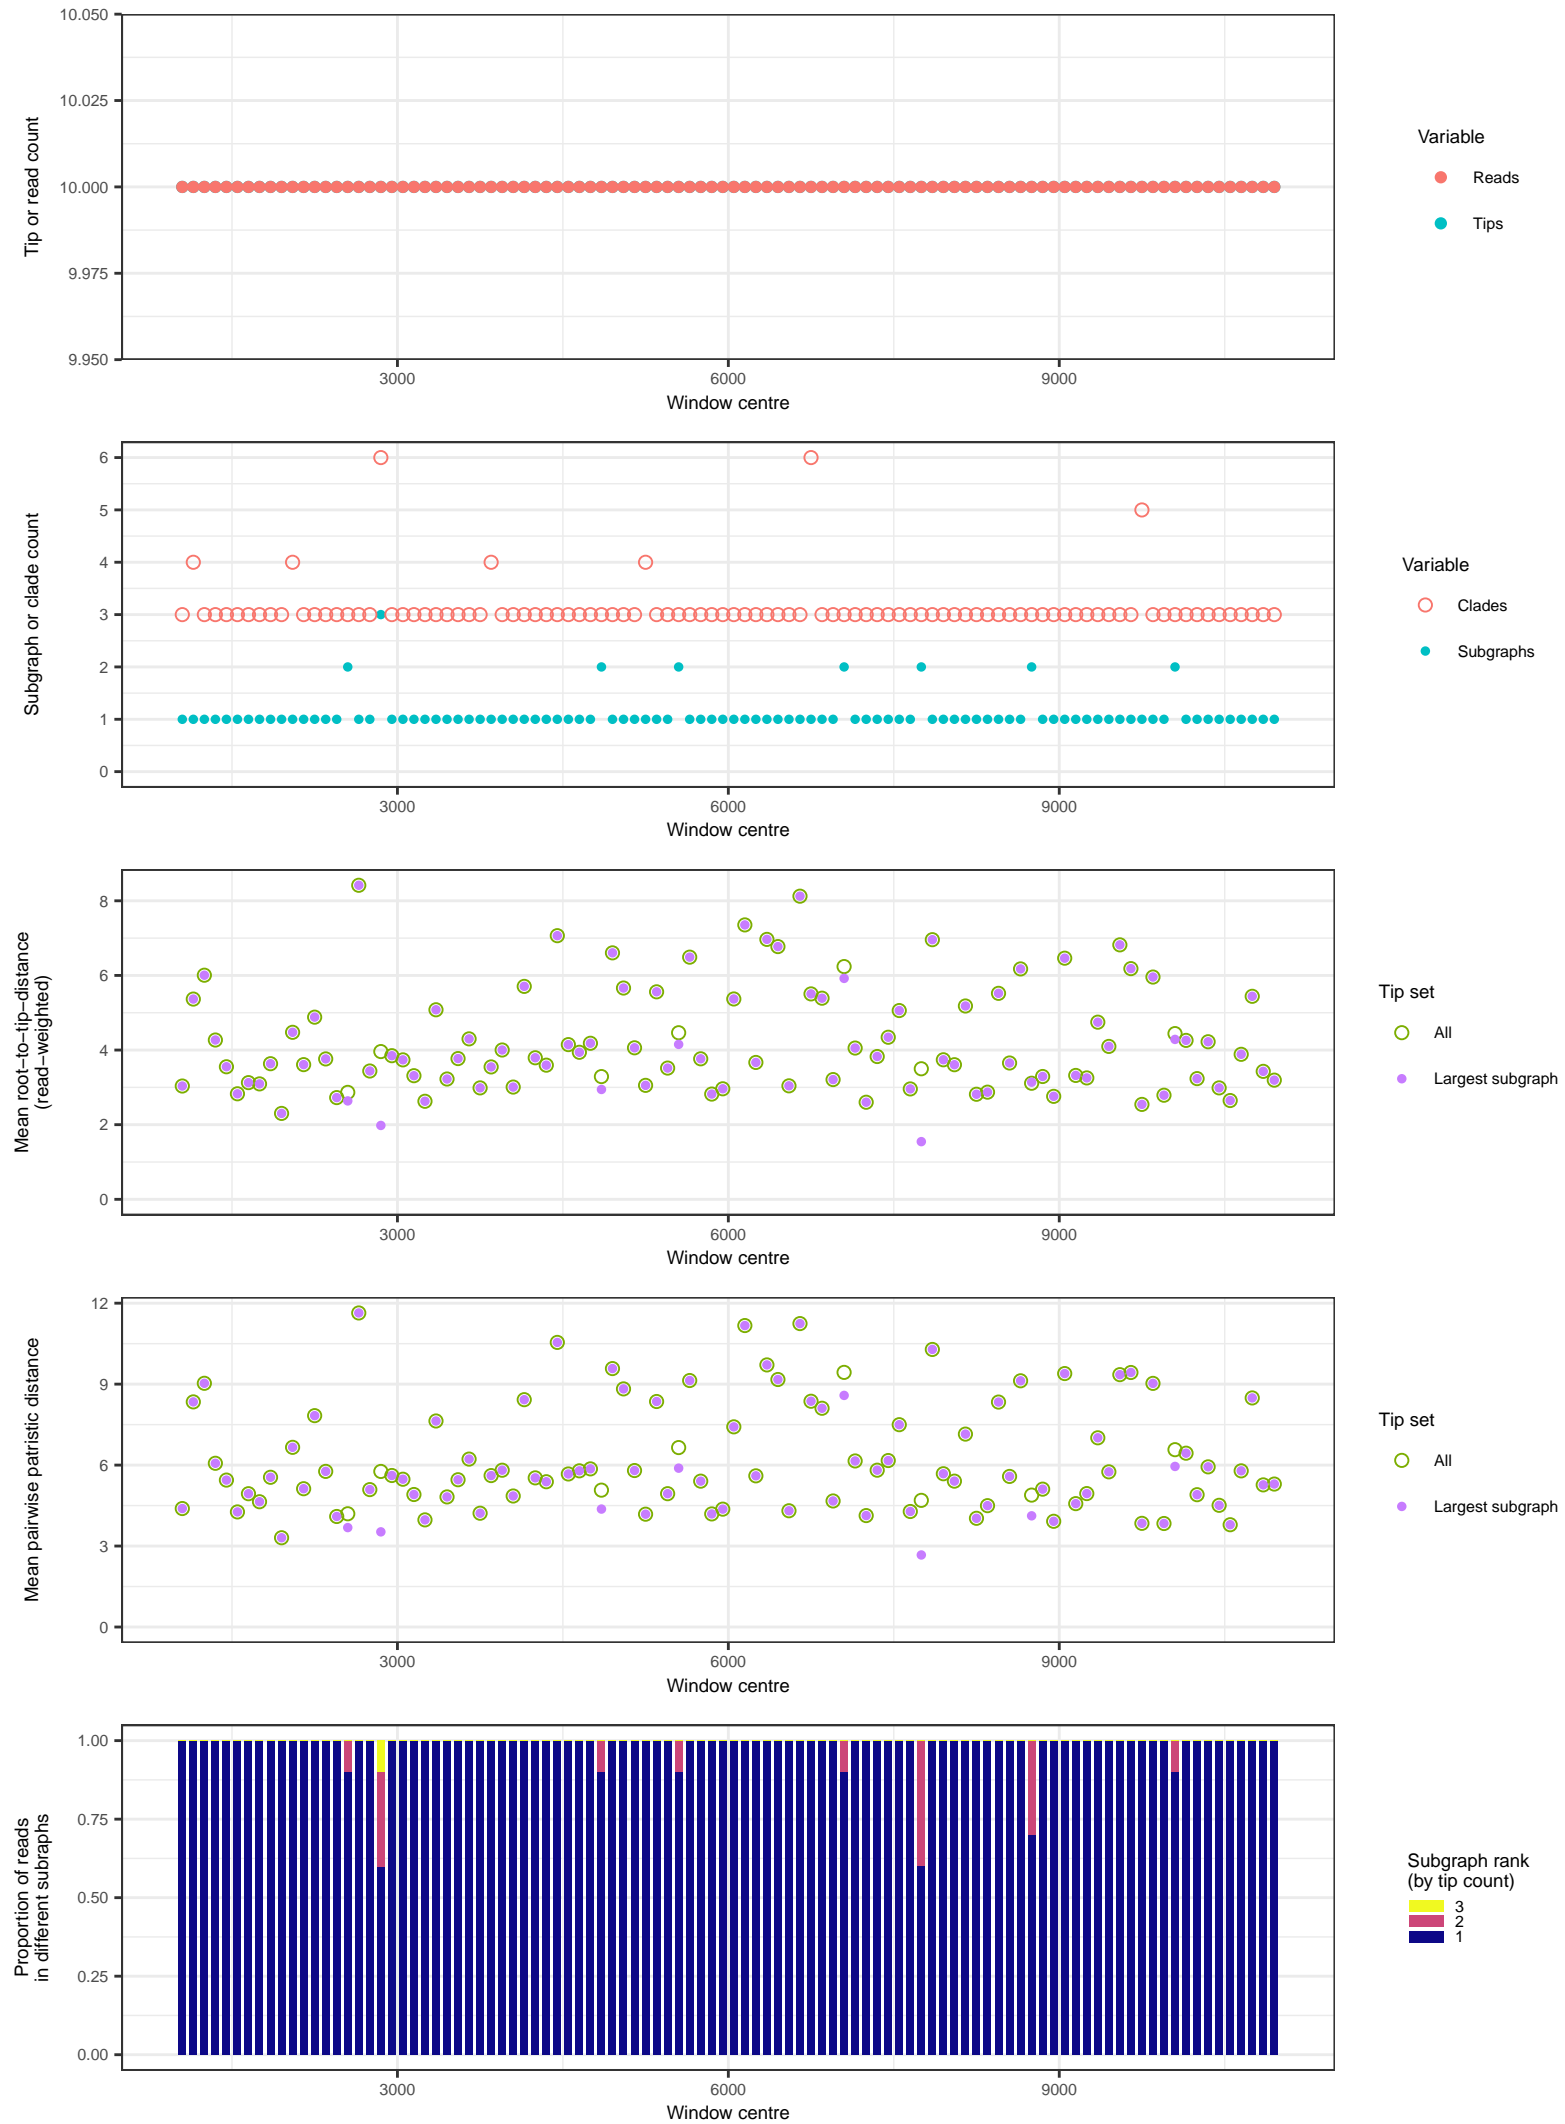 10.050
10.025
10.000
9.975
9.950
Tip or read count
3000 6000 9000
Window centre
Variable
Reads
Tips
6
5
4
3
2
1
0
Subgraph or clade count
3000 6000 9000
Window centre
Variable
Clades
Subgraphs
8
6
4
2
0
Mean root−to−tip−distance
(read−weighted)
3000 6000 9000
Window centre
Tip set
All
Largest subgraph
12
9
6
3
0
Mean pairwise patristic distance
3000 6000 9000
Window centre
Tip set
All
Largest subgraph
1.00
0.75
0.50
0.25
0.00
Proportion of reads
in different subraphs
3000 6000 9000
Window centre
Subgraph rank
(by tip count)
3
2
1